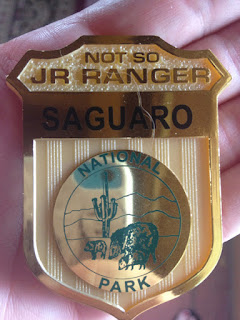 NOT SO
JR RANGER
SAGUARO
NATIONAL
PARK